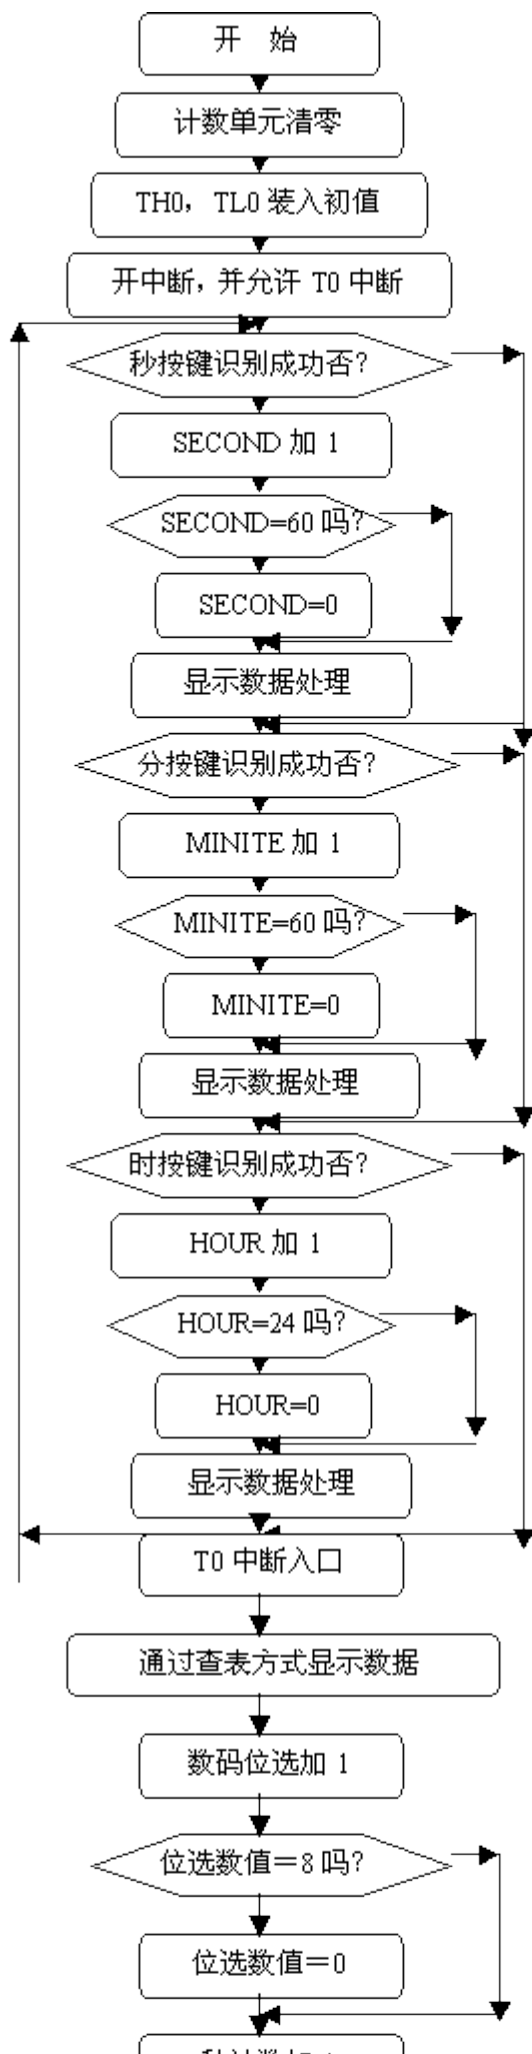 开 始
计数单元清零
TH0，TL0 装入初值
开中断，并允许 T0 中断
秒按键识别成功否？
SECOND 加 1
SECOND=60 吗？
SECOND=0
显示数据处理
分按键识别成功否？
MINITE 加 1
MINITE=60 吗？
MINITE=0
显示数据处理
时按键识别成功否？
HOUR 加 1
HOUR=24 吗？
HOUR=0
显示数据处理
T0 中断入口
通过查表方式显示数据
数码位选加 1
位选数值＝8 吗？
位选数值＝0